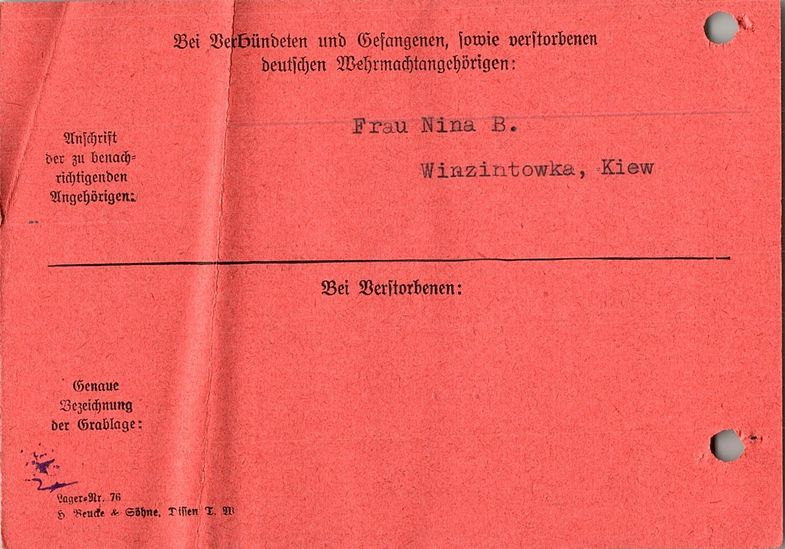 Bei Verbündeten und Gefangenen, sowie verstorbenen
deutschen Wehrmachtangehörigen:
Frau Nina B.
Winzintowka, Kiew
Anschrift
der zu benach-
richtigenden
Angehörigen:
Bei Verstorbenen:
Genaue
Bezeichnung
der Grablage:
Lager-Nr. 76
H Beucke & Söhne, Dissen T. W